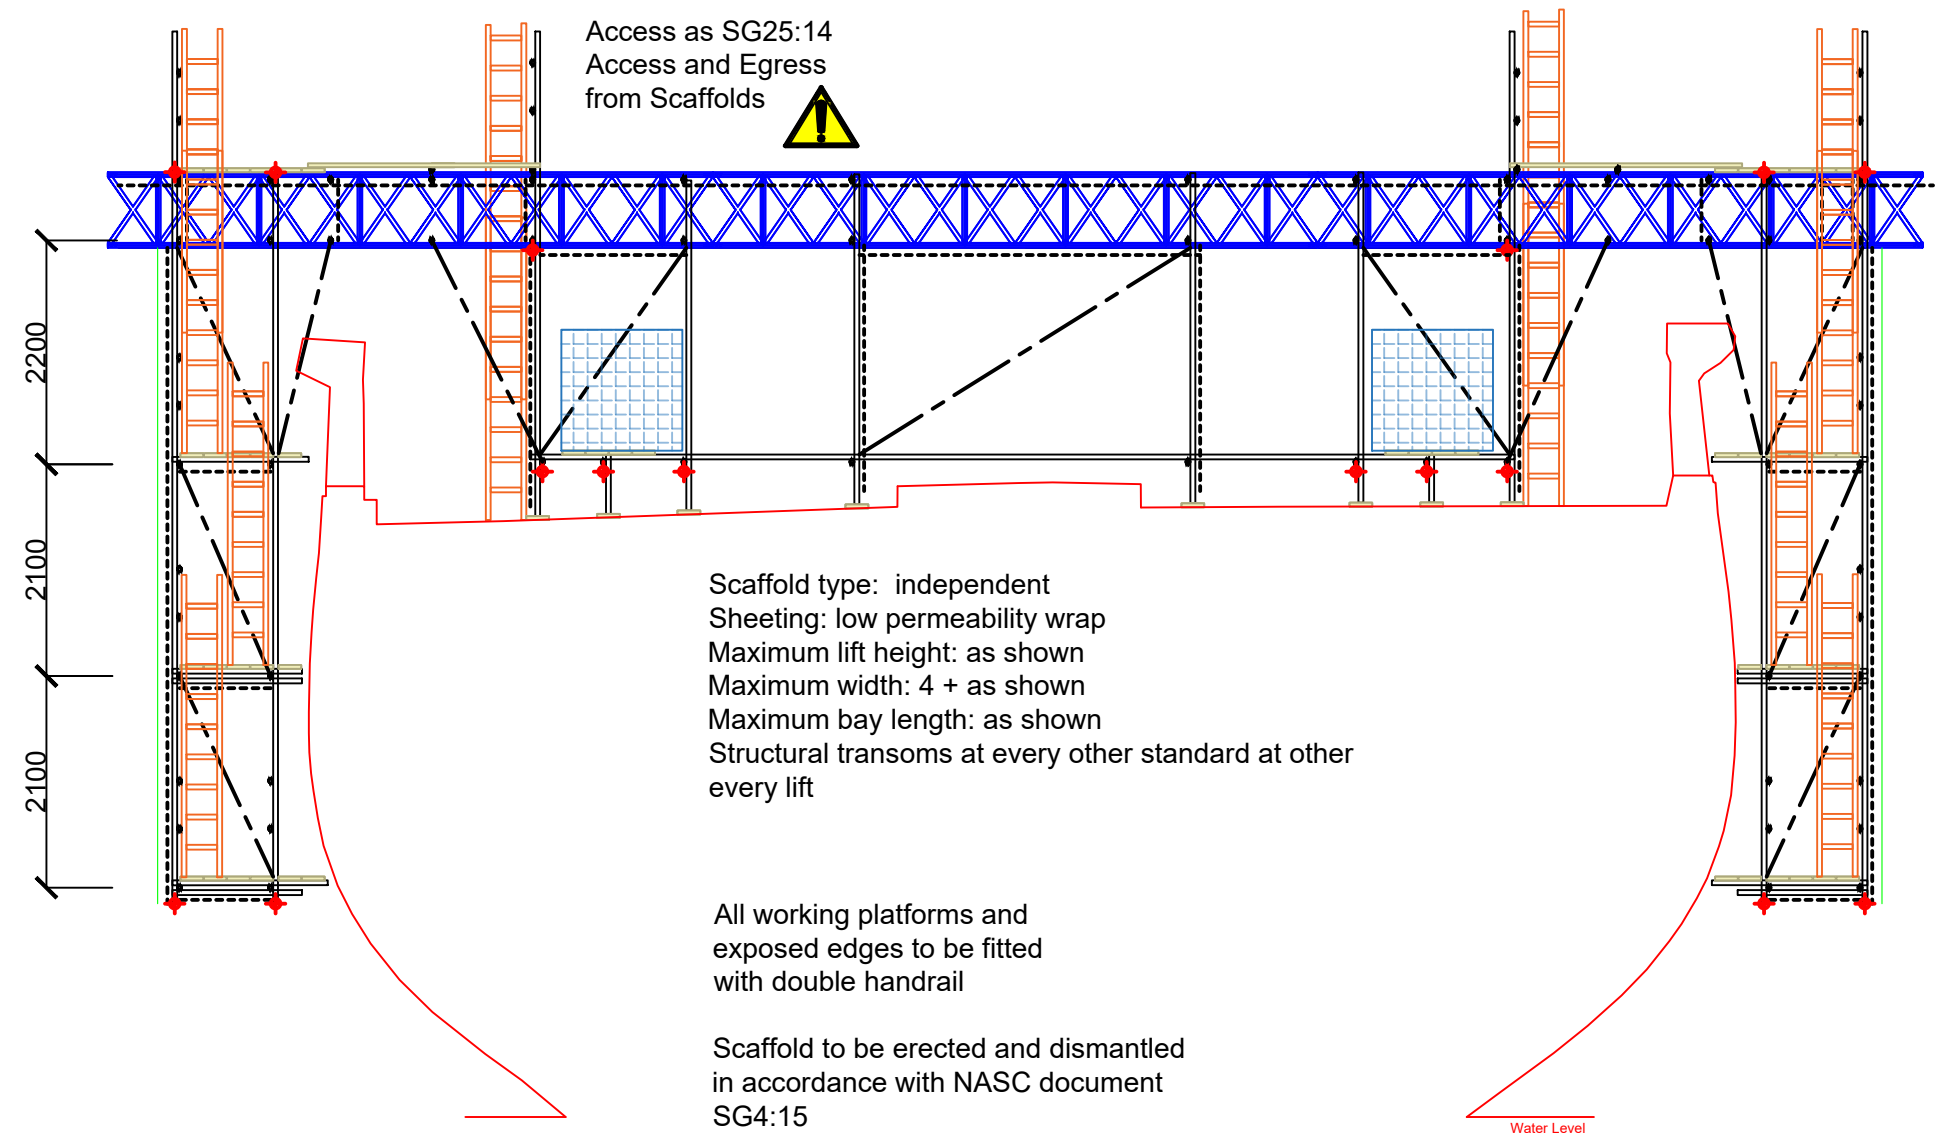 Access as SG25:14
Access and Egress
from Scaffolds
2200
2100
2100
Scaffold type: independent
Sheeting: low permeability wrap
Maximum lift height: as shown
Maximum width: 4 + as shown
Maximum bay length: as shown
Structural transoms at every other standard at other
every lift
All working platforms and
exposed edges to be fitted
with double handrail
Scaffold to be erected and dismantled
in accordance with NASC document
SG4:15
Water Level